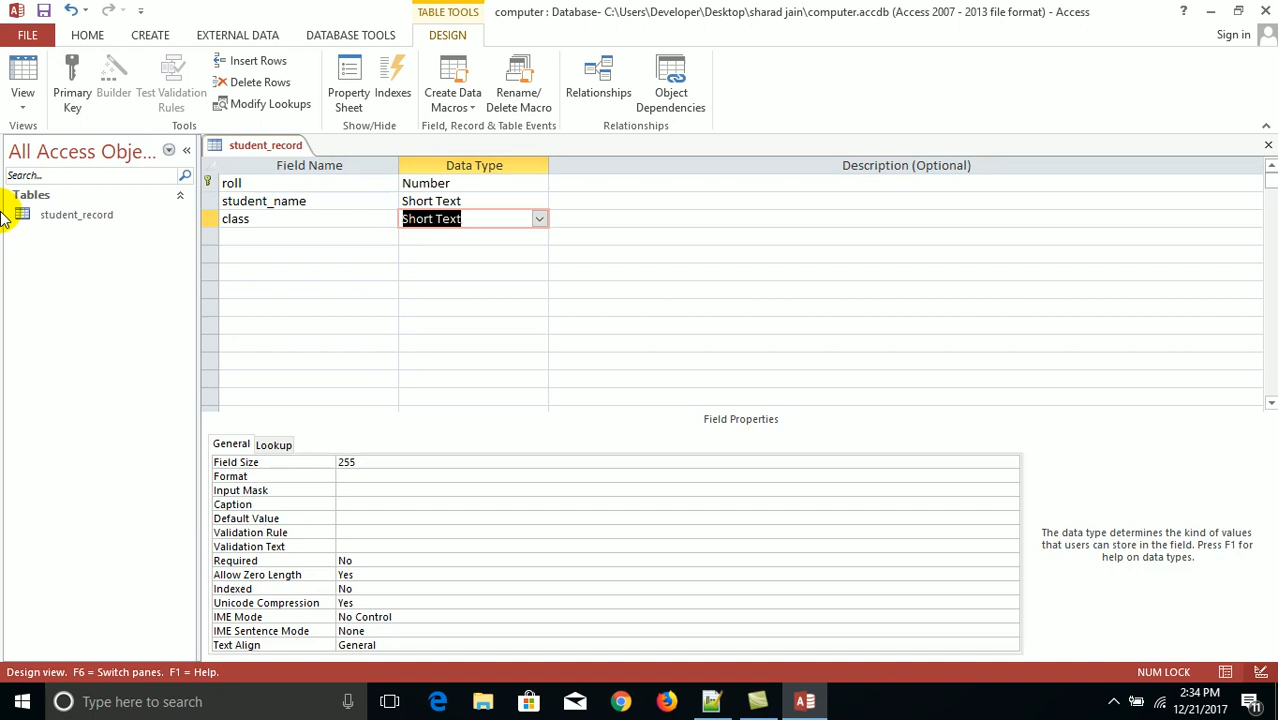 TABLE TOOLS
computer : Database- C:\Users\Developer\Desktop\sharad jain\computer.accdb (Access 2007 - 2013 file format) - Access
FILE HOME CREATE EXTERNAL DATA DATABASE TOOLS DESIGN Sign in
View
Primary Key
Builder
Test Validation Rules
Insert Rows
Delete Rows
Modify Lookups
Property Sheet
Indexes
Create Data Macros
Rename/ Delete Macro
Relationships
Object Dependencies
Views Tools Show/Hide Field, Record & Table Events Relationships
All Access Obje...
Search...
Tables
student_record
student_record
Field Name Data Type Description (Optional)
roll Number
student_name Short Text
class Short Text
Field Properties
General Lookup
Field Size 255
Format
Input Mask
Caption
Default Value
Validation Rule
Validation Text
Required No
Allow Zero Length Yes
Indexed No
Unicode Compression Yes
IME Mode No Control
IME Sentence Mode None
Text Align General
The data type determines the kind of values
that users can store in the field. Press F1 for
help on data types.
Design view. F6 = Switch panes. F1 = Help. NUM LOCK
Type here to search
2:34 PM
12/21/2017
11